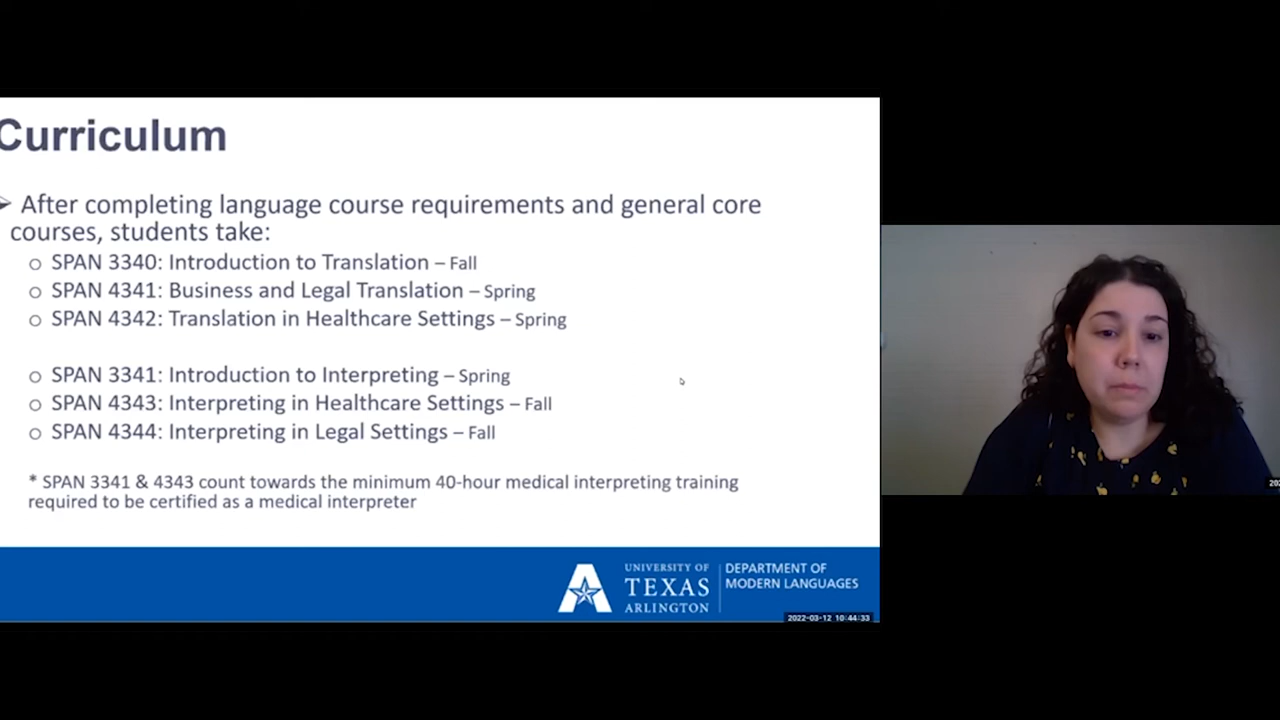 Curriculum
After completing language course requirements and general core
courses, students take:
SPAN 3340: Introduction to Translation – Fall
SPAN 4341: Business and Legal Translation – Spring
SPAN 4342: Translation in Healthcare Settings – Spring
SPAN 3341: Introduction to Interpreting – Spring
SPAN 4343: Interpreting in Healthcare Settings – Fall
SPAN 4344: Interpreting in Legal Settings – Fall
* SPAN 3341 & 4343 count towards the minimum 40-hour medical interpreting training
required to be certified as a medical interpreter
UNIVERSITY OF
TEXAS
ARLINGTON
DEPARTMENT OF
MODERN LANGUAGES
2022-03-12 10:44:33